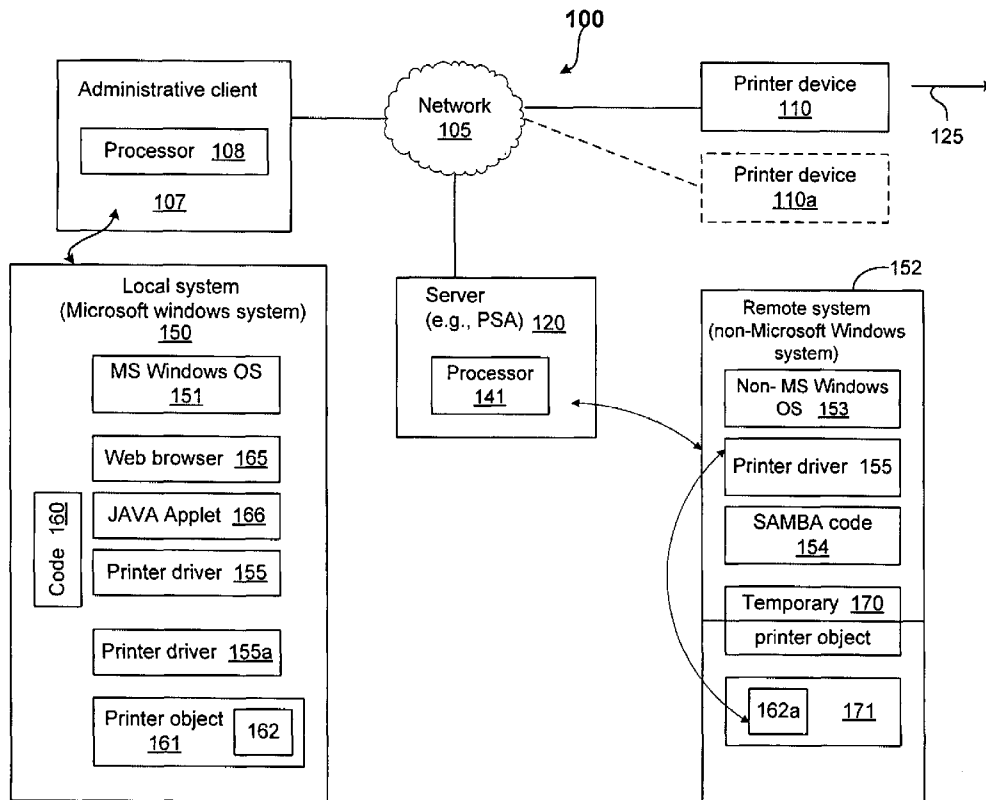 100
Administrative client
Processor 108
107
Network
105
Printer device
110
125
Printer device
110a
Local system
(Microsoft windows system)
150
MS Windows OS
151
Web browser 165
JAVA Applet
166
Code 160
Printer driver 155
Printer driver 155a
Printer object
161
162
Server
(e.g., PSA) 120
Processor
141
152
Remote system
(non-Microsoft Windows
system)
Non- MS Windows
OS 153
Printer driver 155
SAMBA code
154
Temporary 170
printer object
162a
171